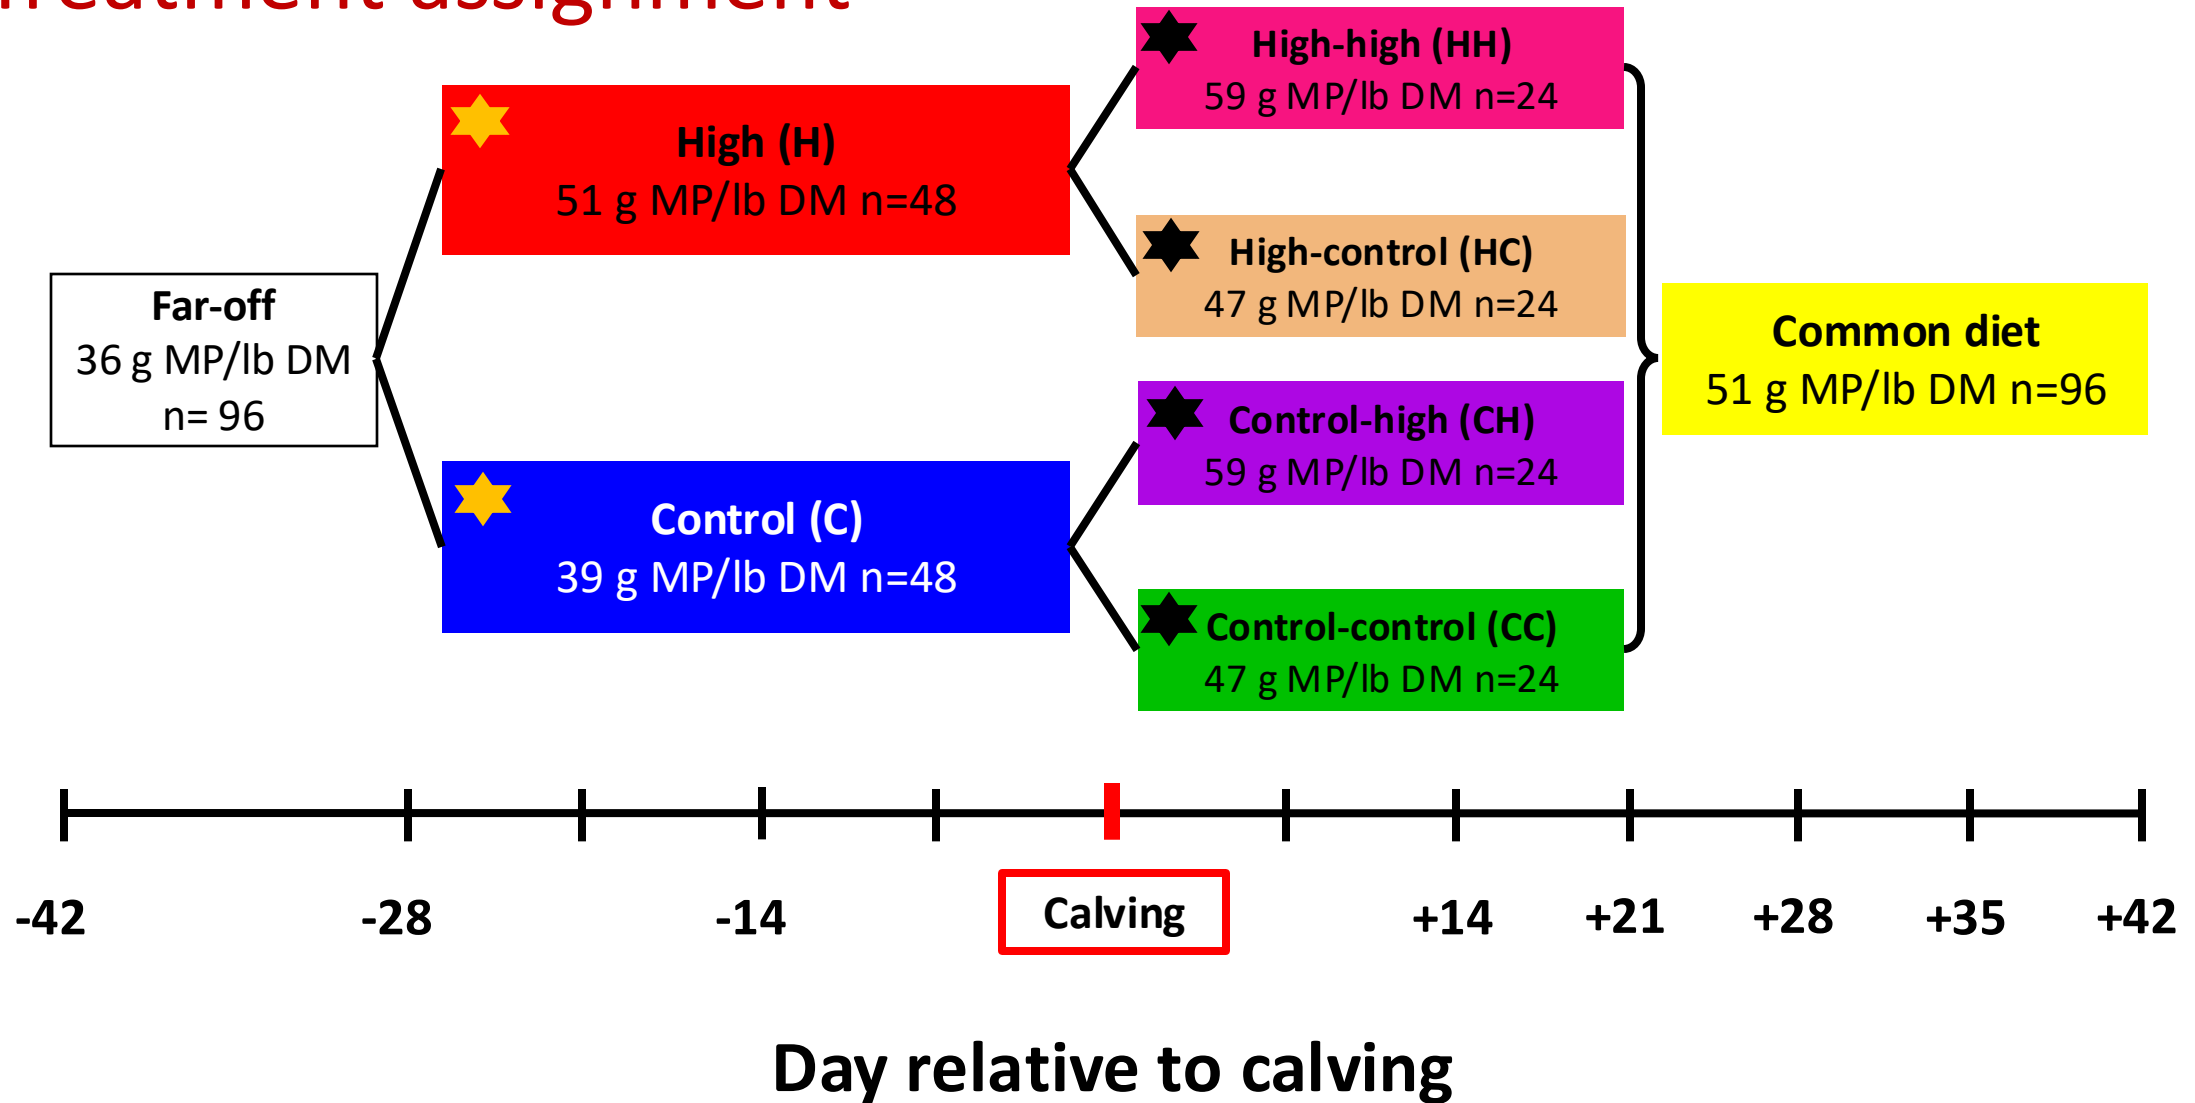 Treatment assignment
High-high (HH)
59 g MP/lb DM n=24
High (H)
51 g MP/lb DM n=48
High-control (HC)
47 g MP/lb DM n=24
Far-off
36 g MP/lb DM
n= 96
Common diet
51 g MP/lb DM n=96
Control-high (CH)
59 g MP/lb DM n=24
Control (C)
39 g MP/lb DM n=48
Control-control (CC)
47 g MP/lb DM n=24
-42 -28 -14 Calving +14 +21 +28 +35 +42
Day relative to calving